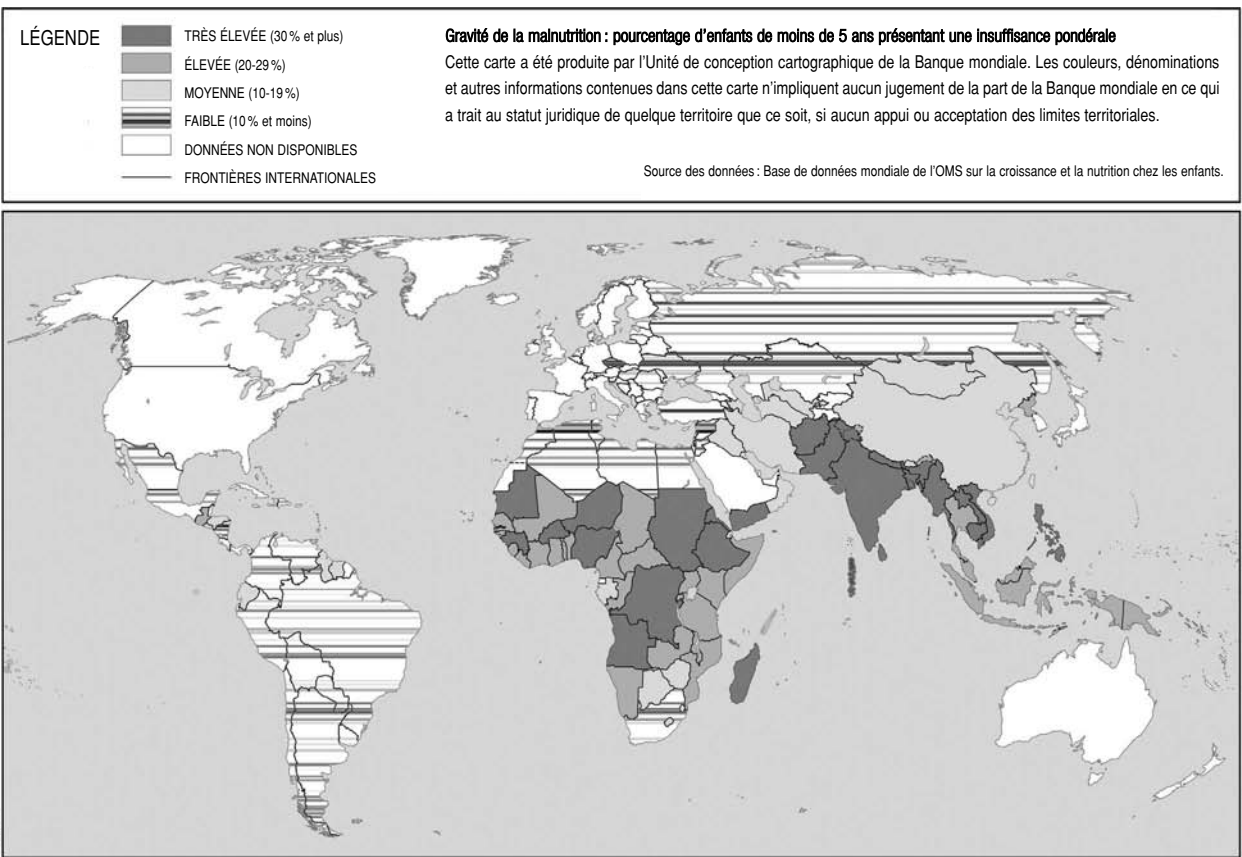 LÉGENDE
TRÈS ÉLEVÉE (30 % et plus)
ÉLEVÉE (20-29 %)
MOYENNE (10-19 %)
FAIBLE (10 % et moins)
DONNÉES NON DISPONIBLES
FRONTIÈRES INTERNATIONALES
Gravité de la malnutrition : pourcentage d'enfants de moins de 5 ans présentant une insuffisance pondérale
Cette carte a été produite par l'Unité de conception cartographique de la Banque mondiale. Les couleurs, dénominations
et autres informations contenues dans cette carte n'impliquent aucun jugement de la part de la Banque mondiale en ce qui
a trait au statut juridique de quelque territoire que ce soit, si aucun appui ou acceptation des limites territoriales.
Source des données : Base de données mondiale de l'OMS sur la croissance et la nutrition chez les enfants.